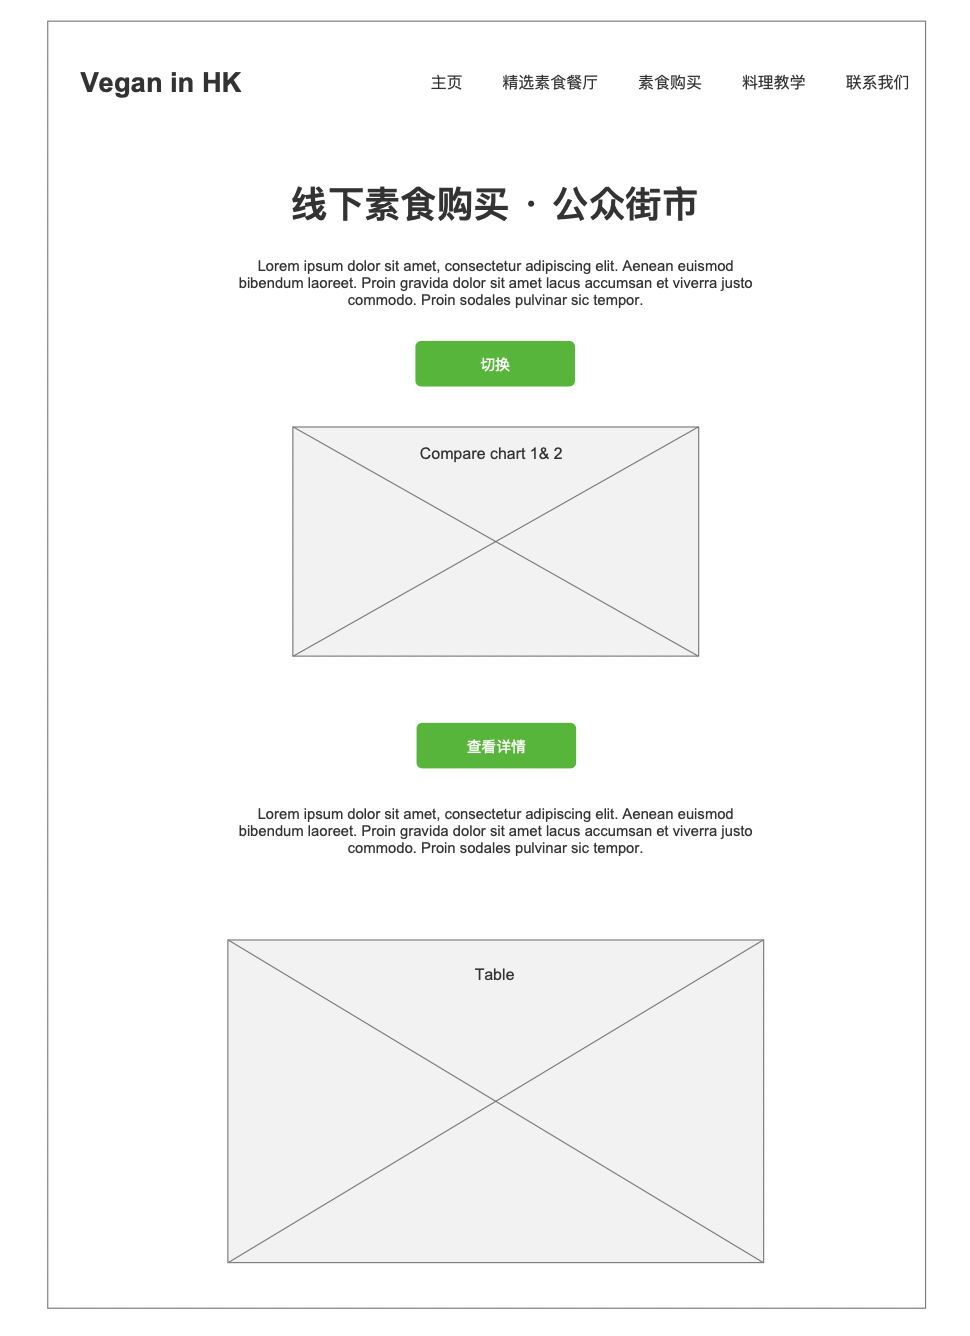 Vegan in HK
主页 精选素食餐厅 素食购买 料理教学 联系我们
线下素食购买 · 公众街市
Lorem ipsum dolor sit amet, consectetur adipiscing elit. Aenean euismod
bibendum laoreet. Proin gravida dolor sit amet lacus accumsan et viverra justo
commodo. Proin sodales pulvinar sic tempor.
切换
Compare chart 1& 2
查看详情
Lorem ipsum dolor sit amet, consectetur adipiscing elit. Aenean euismod
bibendum laoreet. Proin gravida dolor sit amet lacus accumsan et viverra justo
commodo. Proin sodales pulvinar sic tempor.
Table